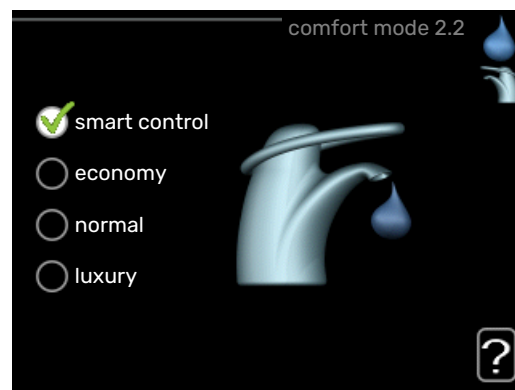 comfort mode 2.2
smart control
economy
normal
luxury
?